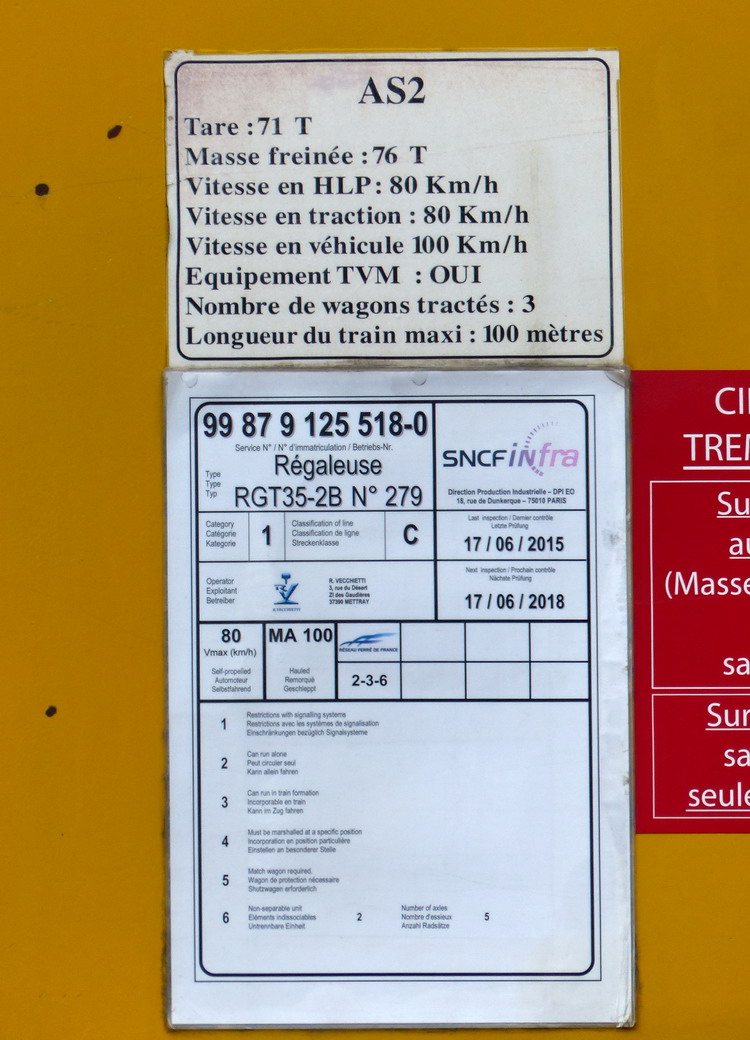 AS2
Tare : 71 T
Masse freinée : 76 T
Vitesse en HLP : 80 Km/h
Vitesse en traction : 80 Km/h
Vitesse en véhicule 100 Km/h
Equipement TVM : OUI
Nombre de wagons tractés : 3
Longueur du train maxi : 100 mètres
99 87 9 125 518-0
Service N° / N° d'immatriculation / Betriebs-Nr.
Type
Type
Typ
Régaleuse
RGT35-2B N° 279
SNCF infra
Direction Production Industrielle – DPI EO
18, rue de Dunkerque – 75010 PARIS
Category
Catégorie
Kategorie
1
Classification of line
Classification de ligne
Streckenklasse
C
Last inspection / Dernier contrôle
Letzte Prüfung
17 / 06 / 2015
Operator
Exploitant
Betreiber
R.VECCHIETTI
R. VECCHIETTI
3, rue du Désert
ZI des Gaudières
37390 METTRAY
Next inspection / Prochain contrôle
Nächste Prüfung
17 / 06 / 2018
80
Vmax (km/h)
Self-propelled
Automoteur
Selbstfahrend
MA 100
Hauled
Remorqué
Geschleppt
RÉSEAU FERRÉ DE FRANCE
2-3-6
1
Restrictions with signalling systems
Restrictions avec les systèmes de signalisation
Einschränkungen bezüglich Signalsysteme
2
Can run alone
Peut circuler seul
Kann allein fahren
3
Can run in train formation
Incorporable en train
Kann im Zug fahren
4
Must be marshalled at a specific position
Incorporation en position particulière
Einstellen an besonderer Stelle
5
Match wagon required.
Wagon de protection nécessaire
Shutzwagen erforderlich
6
Non-separable unit
Eléments indissociables
Untrennbare Einheit
2
Number of axles
Nombre d'essieux
Anzahl Radsätze
5
CI
TREM
Su
au
(Masse
sa
Sur
sa
seule